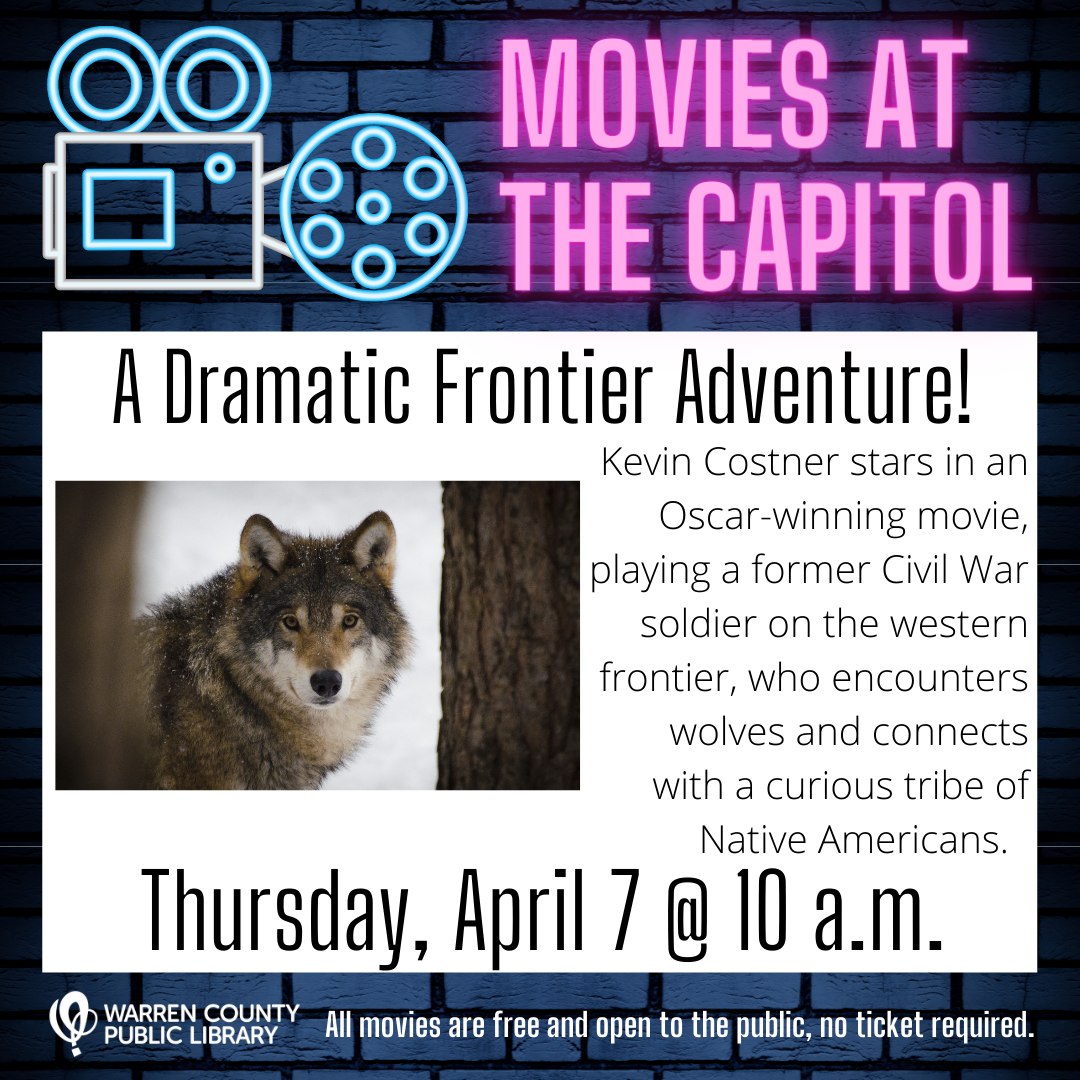 MOVIES AT
THE CAPITOL
A Dramatic Frontier Adventure!
Kevin Costner stars in an
Oscar-winning movie,
playing a former Civil War
soldier on the western
frontier, who encounters
wolves and connects
with a curious tribe of
Native Americans.
Thursday, April 7 @ 10 a.m.
WARREN COUNTY
PUBLIC LIBRARY
All movies are free and open to the public, no ticket required.